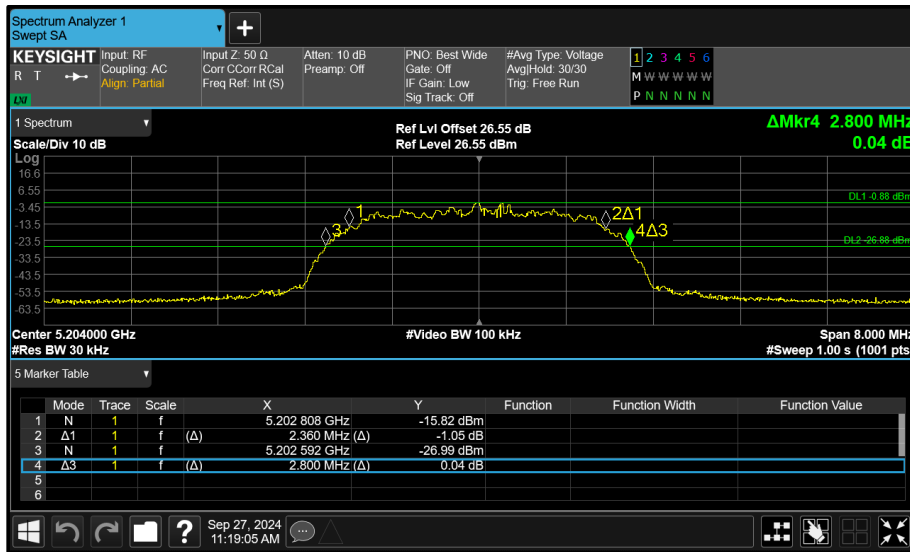 Spectrum Analyzer 1
Swept SA
+
KEYSIGHT Input: RF Input Z: 50 Ω Atten: 10 dB PNO: Best Wide #Avg Type: Voltage 1 2 3 4 5 6
R T Coupling: AC Corr CCorr RCal Preamp: Off Gate: Off Avg|Hold: 30/30 M W W W W W
Align: Partial Freq Ref: Int (S) IF Gain: Low Trig: Free Run
LXI Sig Track: Off P N N N N N
1 Spectrum Ref Lvl Offset 26.55 dB ΔMkr4 2.800 MHz
Scale/Div 10 dB Ref Level 26.55 dBm 0.04 dB
Log
16.6
6.55
DL1 -0.88 dBm
-3.45
1 1 2Δ1
-13.5
3 4Δ3
-23.5 DL2 -26.88 dBm
-33.5
-43.5
-53.5
-63.5
Center 5.204000 GHz #Video BW 100 kHz Span 8.000 MHz
#Res BW 30 kHz #Sweep 1.00 s (1001 pts
5 Marker Table
Mode Trace Scale X Y Function Function Width Function Value
1 N 1 f 5.202 808 GHz -15.82 dBm
2 Δ1 1 f (Δ) 2.360 MHz (Δ) -1.05 dB
3 N 1 f 5.202 592 GHz -26.99 dBm
4 Δ3 1 f (Δ) 2.800 MHz (Δ) 0.04 dB
5
6
? Sep 27, 2024
11:19:05 AM